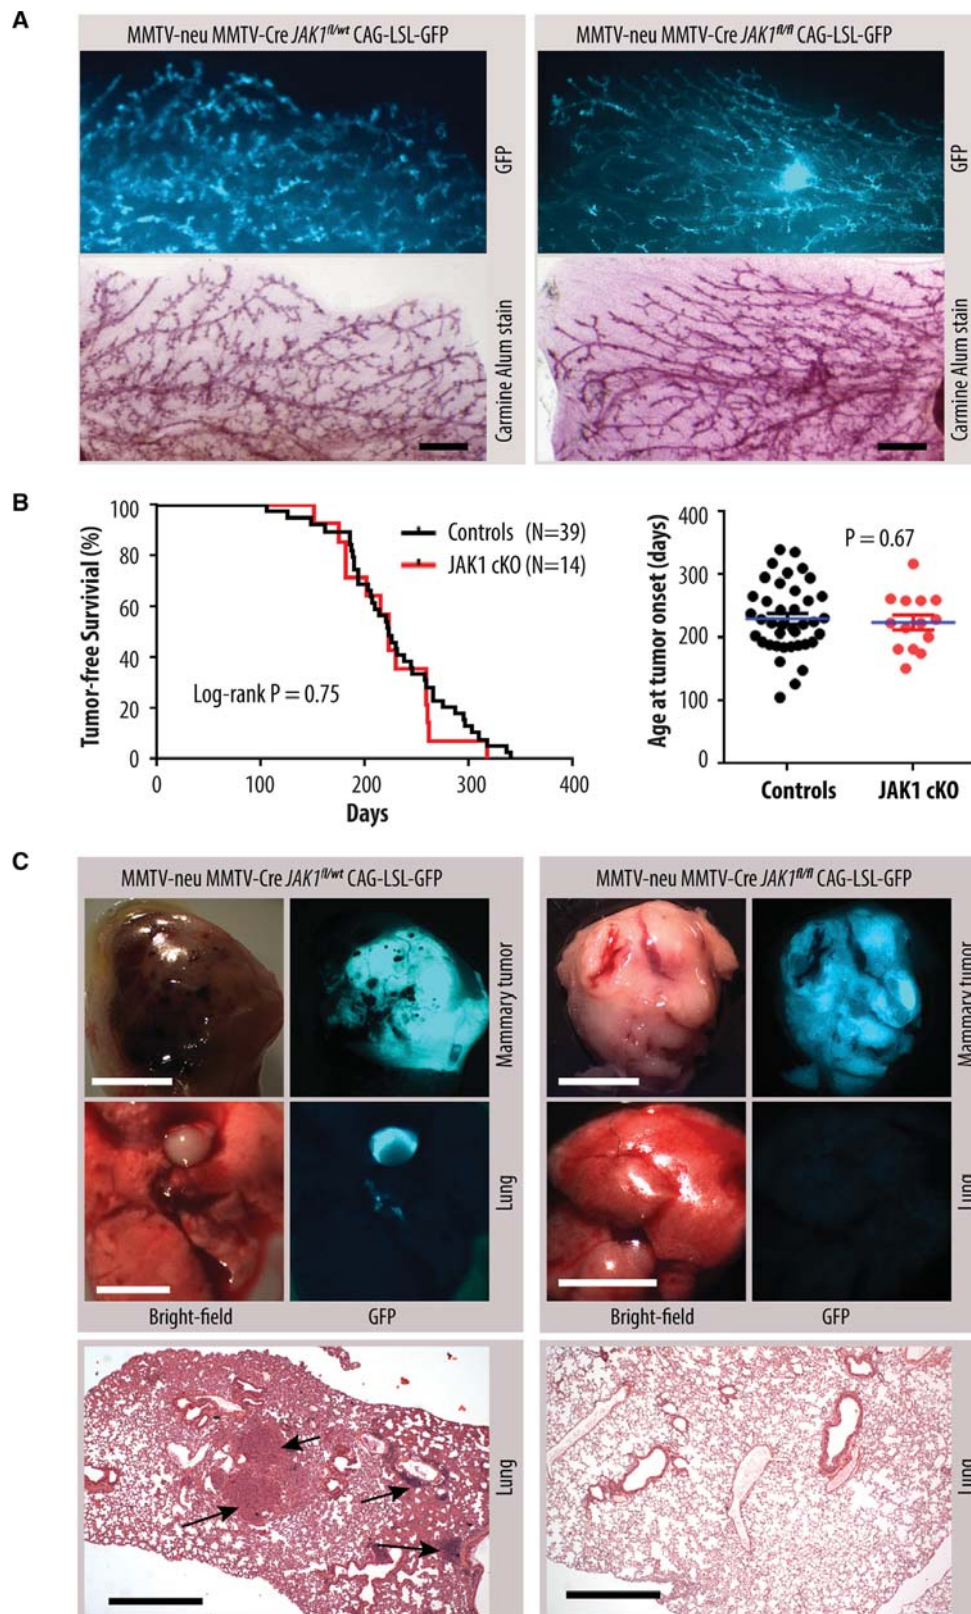 A
MMTV-neu MMTV-Cre JAK1fl/wt CAG-LSL-GFP
MMTV-neu MMTV-Cre JAK1fl/fl CAG-LSL-GFP
GFP
GFP
Carmine Alum stain
Carmine Alum stain
B
Tumor-free Survivial (%)
100
80
60
40
20
0
0 100 200 300 400
Days
Controls (N=39)
JAK1 cKO (N=14)
Log-rank P = 0.75
Age at tumor onset (days)
400
300
200
100
0
P = 0.67
Controls JAK1 cKO
C
MMTV-neu MMTV-Cre JAK1fl/wt CAG-LSL-GFP
MMTV-neu MMTV-Cre JAK1fl/fl CAG-LSL-GFP
Mammary tumor
Mammary tumor
Lung
Lung
Bright-field GFP
Bright-field GFP
Lung
Lung